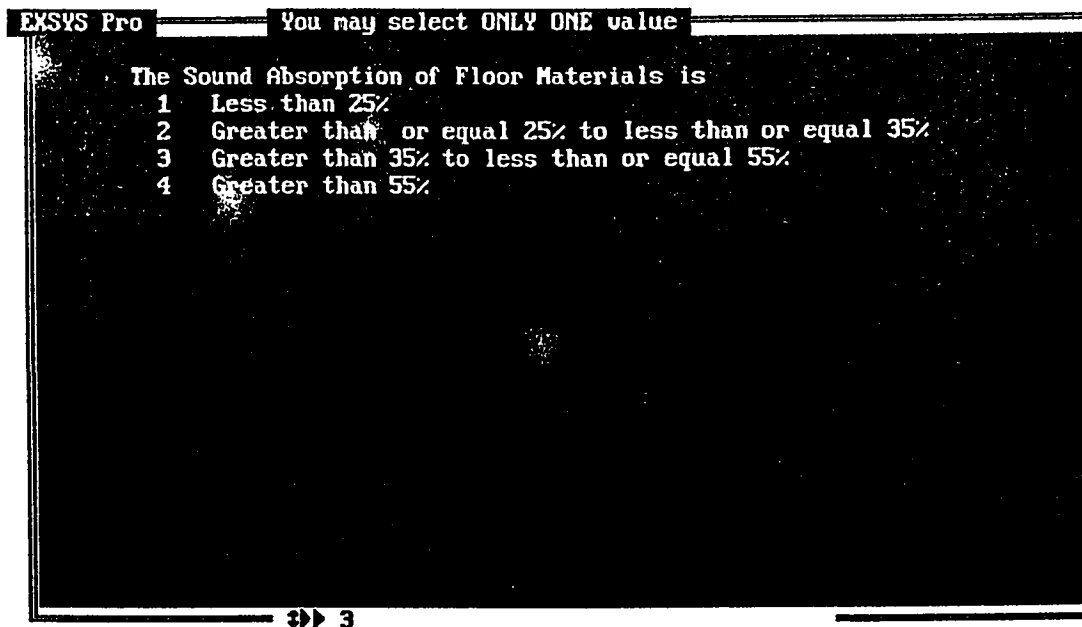 EXSYS Pro You may select ONLY ONE value
The Sound Absorption of Floor Materials is
1 Less than 25%
2 Greater than or equal 25% to less than or equal 35%
3 Greater than 35% to less than or equal 55%
4 Greater than 55%
3